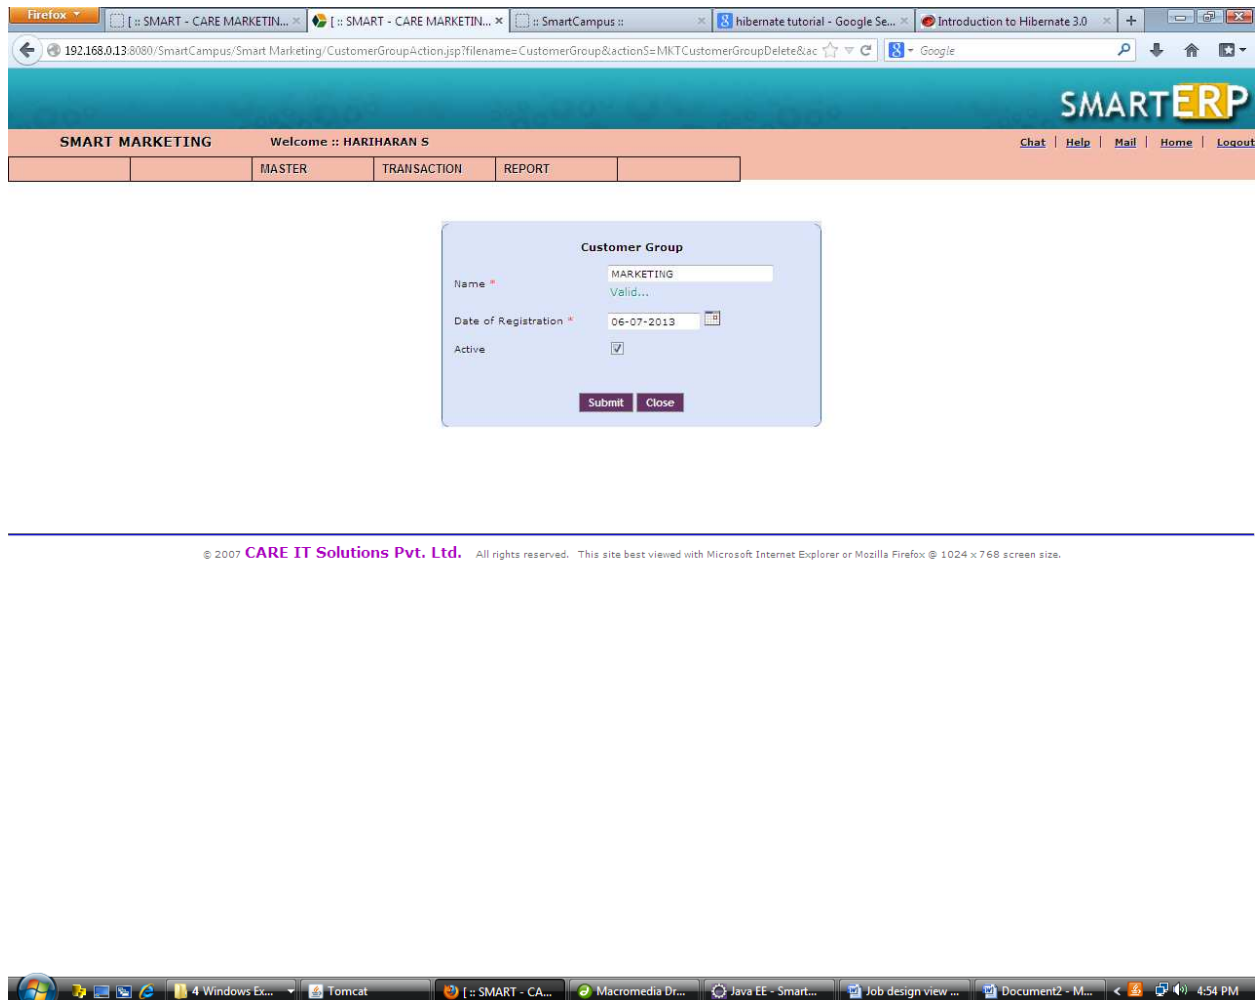 Firefox
[ :: SMART - CARE MARKETIN... [ :: SMART - CARE MARKETIN... :: SmartCampus :: hibernate tutorial - Google Se... Introduction to Hibernate 3.0
192.168.0.13:8080/SmartCampus/Smart Marketing/CustomerGroupAction.jsp?filename=CustomerGroup&actionS=MKTCustomerGroupDelete&ac Google
SMARTERP
SMART MARKETING Welcome :: HARIHARAN S Chat | Help | Mail | Home | Logout
MASTER TRANSACTION REPORT
Customer Group
Name * MARKETING
Valid...
Date of Registration * 06-07-2013
Active
Submit Close
© 2007 CARE IT Solutions Pvt. Ltd. All rights reserved. This site best viewed with Microsoft Internet Explorer or Mozilla Firefox @ 1024 x 768 screen size.
4 Windows Ex... Tomcat [ :: SMART - CA... Macromedia Dr... Java EE - Smart... Job design view ... Document2 - M... 4:54 PM